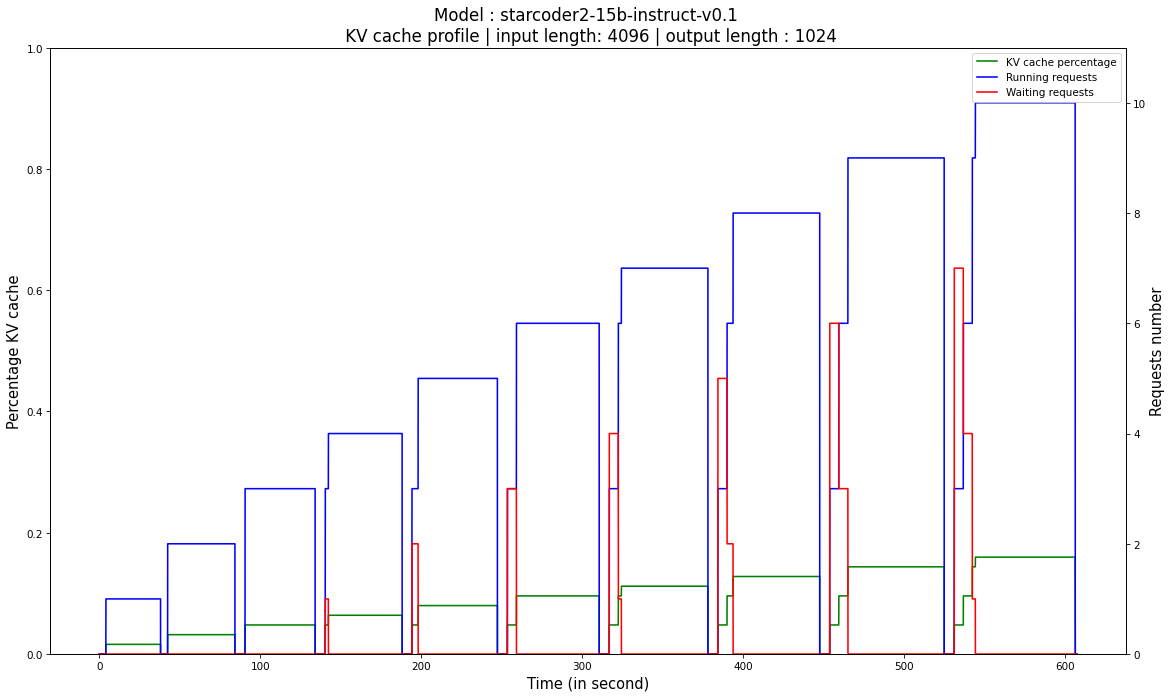 Model : starcoder2-15b-instruct-v0.1
KV cache profile | input length: 4096 | output length : 1024
KV cache percentage
Running requests
Waiting requests
1.0
0.8
0.6
0.4
0.2
0.0
Percentage KV cache
10
8
6
4
2
0
Requests number
0 100 200 300 400 500 600
Time (in second)